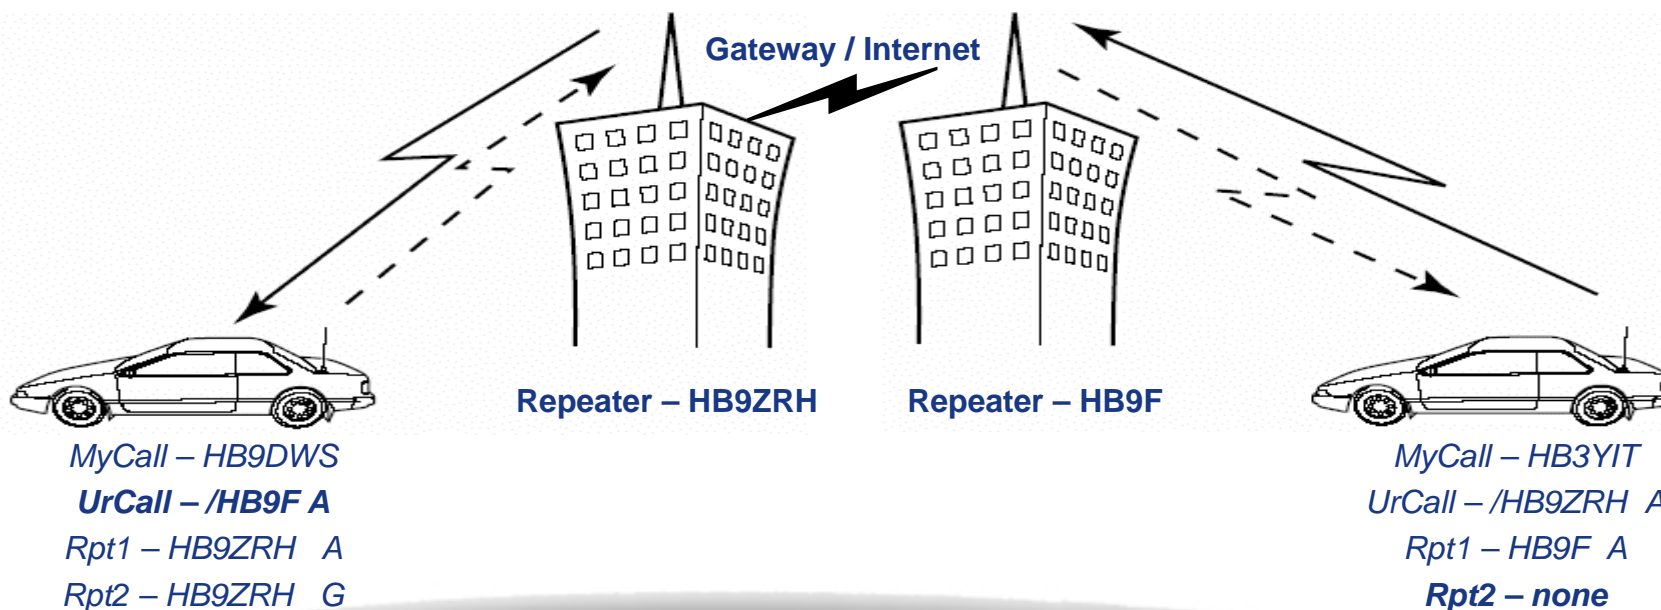 Gateway / Internet
Repeater – HB9ZRH
Repeater – HB9F
MyCall – HB9DWS
UrCall – /HB9F A
Rpt1 – HB9ZRH   A
Rpt2 – HB9ZRH   G
MyCall – HB3YIT
UrCall – /HB9ZRH  A
Rpt1 – HB9F  A
Rpt2 – none